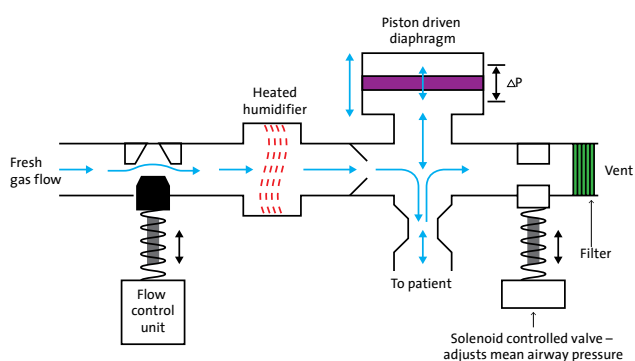 Piston driven
diaphragm
ΔP
Heated
humidifier
Fresh
gas flow
Vent
Filter
To patient
Flow
control
unit
Solenoid controlled valve –
adjusts mean airway pressure